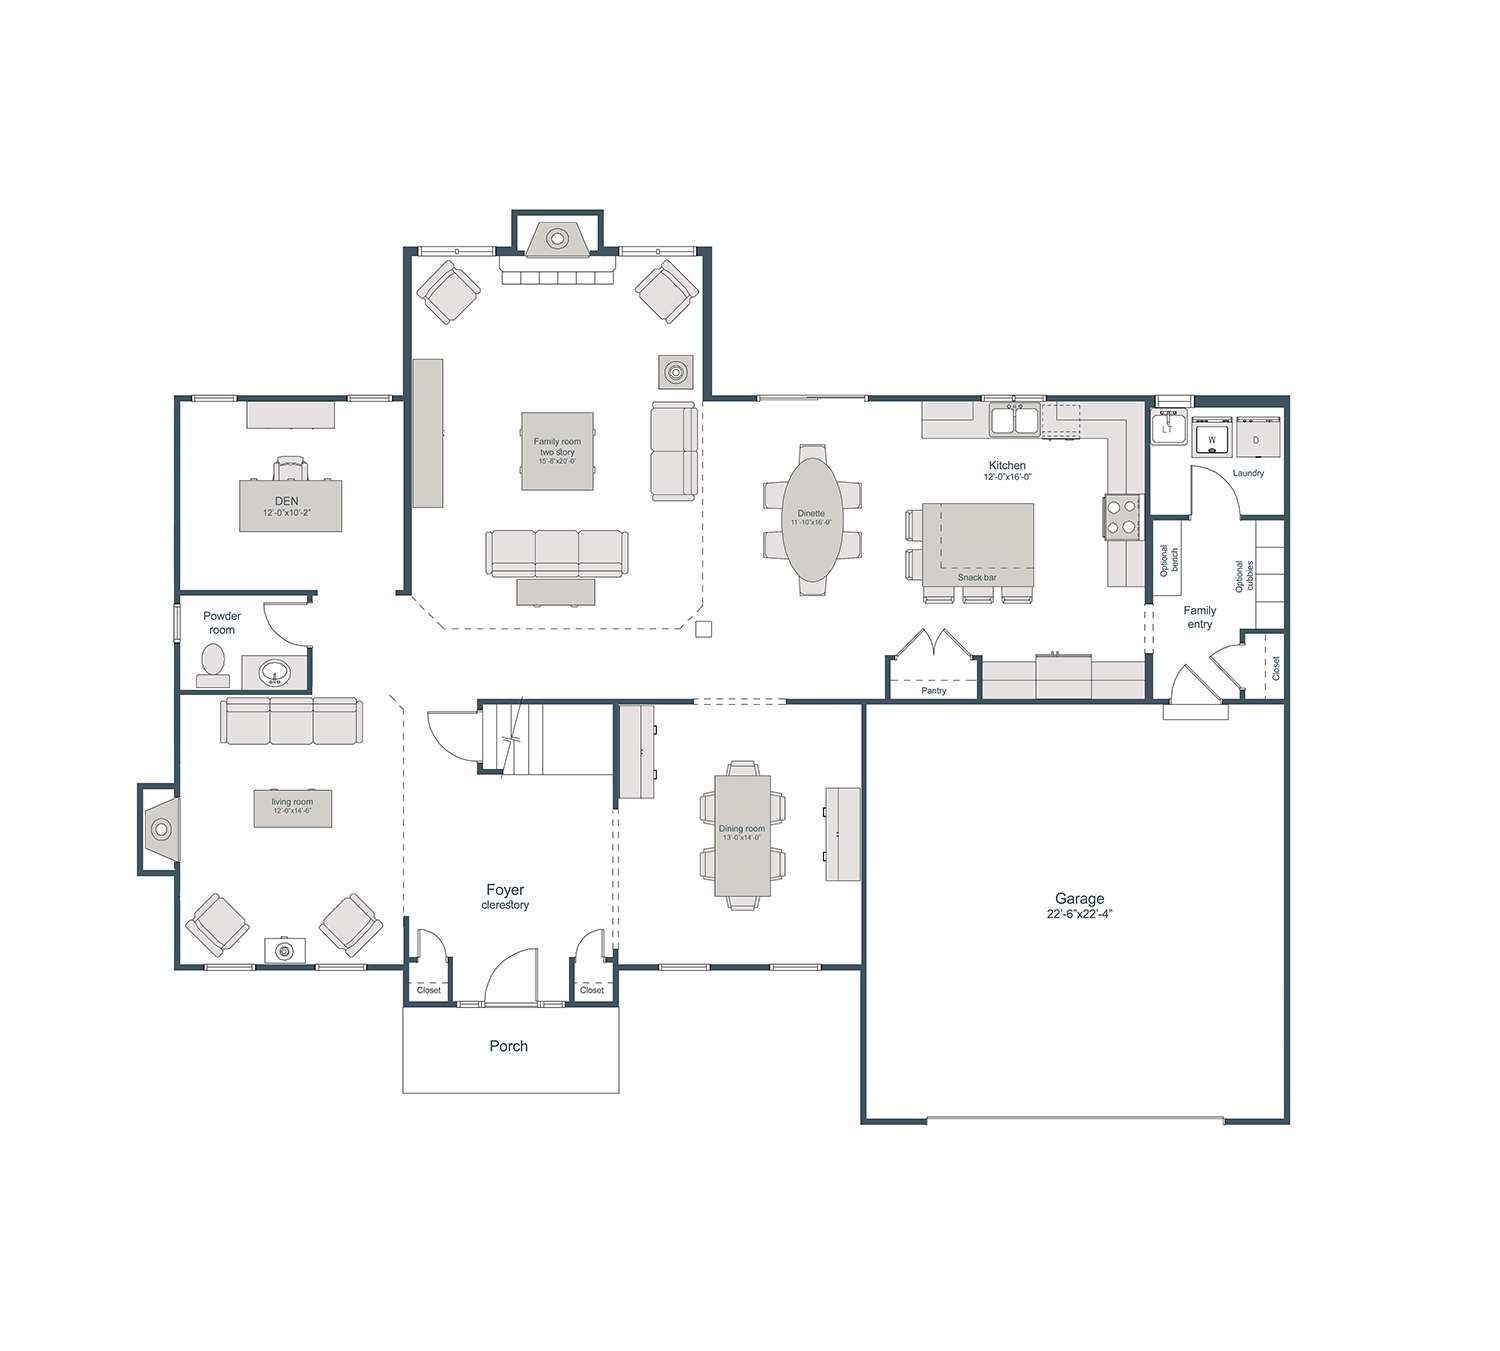 Family room
two story
15'-8"x20'-0"
DEN
12'-0"x10'-2"
Dinette
11'-10"x16'-0"
Kitchen
12'-0"x16'-0"
Snack bar
LT
W
D
Laundry
Optional
bench
Optional
cubbies
Family
entry
Closet
Pantry
Powder
room
living room
12'-0"x14'-6"
Dining room
13'-0"x14'-0"
Foyer
clerestory
Garage
22'-6"x22'-4"
Closet
Closet
Porch